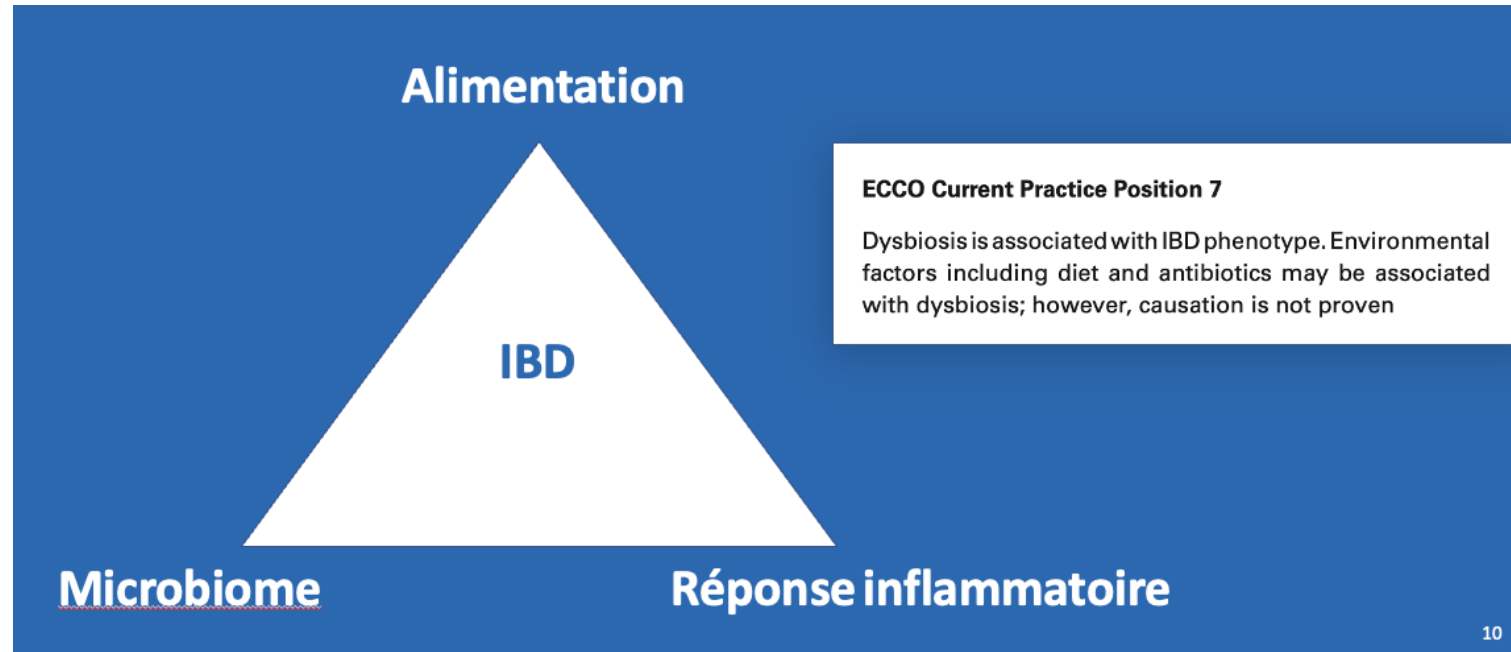 Alimentation
ECCO Current Practice Position 7
Dysbiosis is associated with IBD phenotype. Environmental
factors including diet and antibiotics may be associated
with dysbiosis; however, causation is not proven
IBD
Microbiome
Réponse inflammatoire
10